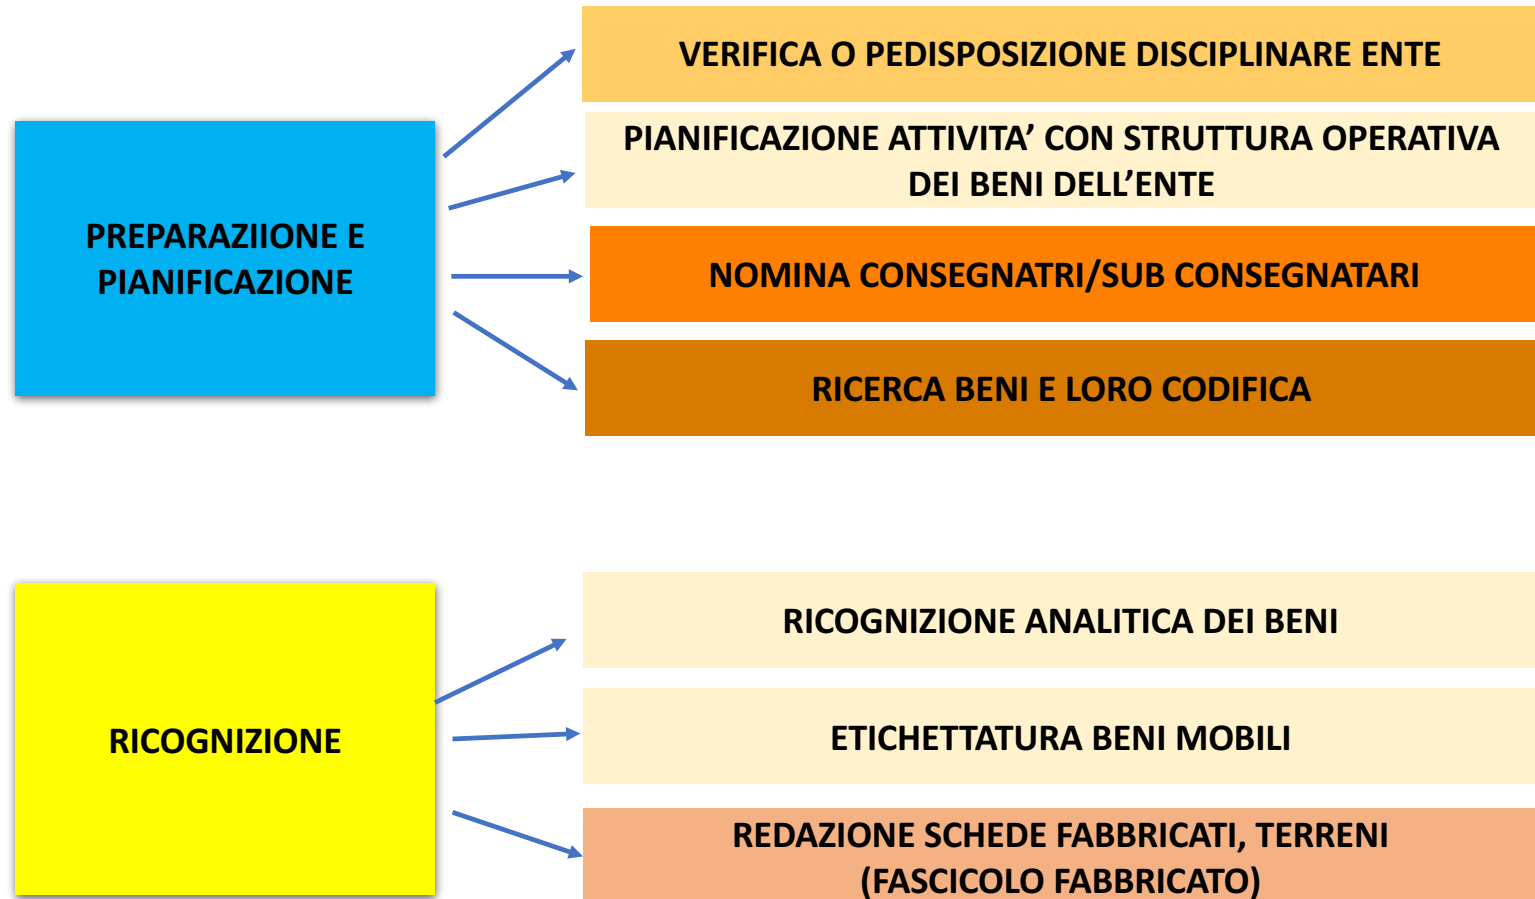 VERIFICA O PEDISPOSIZIONE DISCIPLINARE ENTE
PIANIFICAZIONE ATTIVITA’ CON STRUTTURA OPERATIVA
DEI BENI DELL’ENTE
PREPARAZIIONE E
PIANIFICAZIONE
NOMINA CONSEGNATRI/SUB CONSEGNATARI
RICERCA BENI E LORO CODIFICA
RICOGNIZIONE
RICOGNIZIONE ANALITICA DEI BENI
ETICHETTATURA BENI MOBILI
REDAZIONE SCHEDE FABBRICATI, TERRENI
(FASCICOLO FABBRICATO)